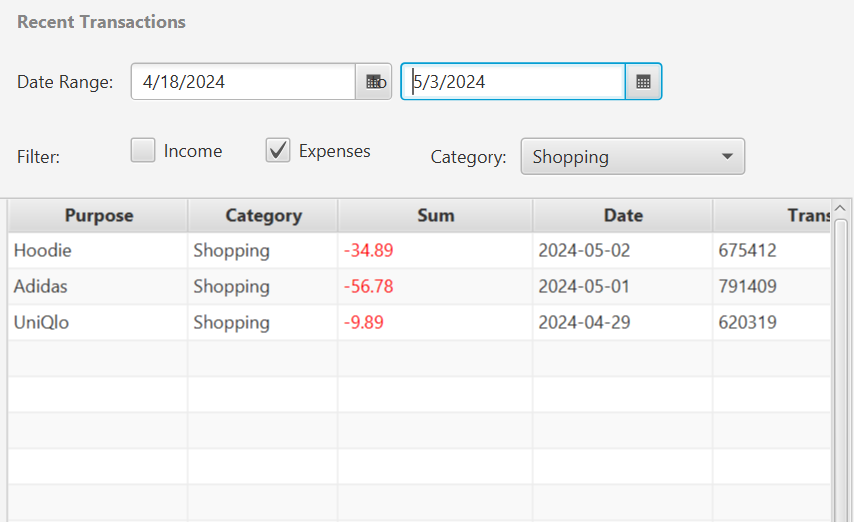 Recent Transactions
Date Range: 4/18/2024 to 5/3/2024
Filter: Income Expenses Category: Shopping
Purpose Category Sum Date Trans
Hoodie Shopping -34.89 2024-05-02 675412
Adidas Shopping -56.78 2024-05-01 791409
UniQlo Shopping -9.89 2024-04-29 620319